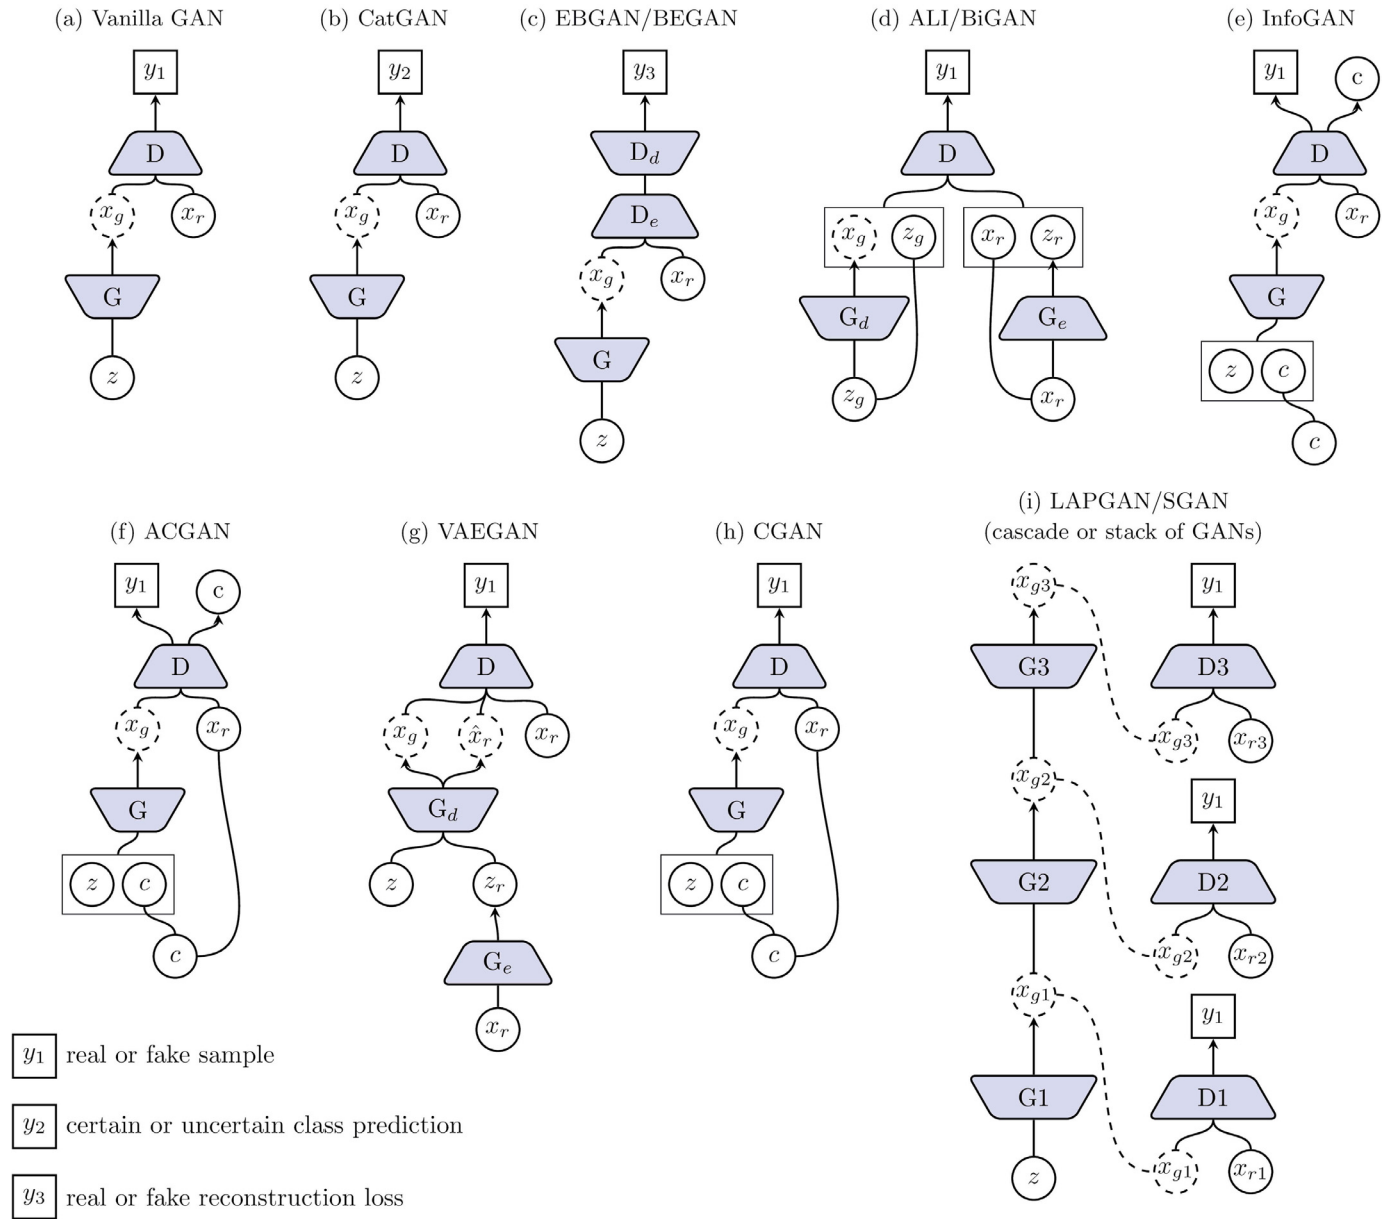 (a) Vanilla GAN
(b) CatGAN
(c) EBGAN/BEGAN
(d) ALI/BiGAN
(e) InfoGAN
y1
D
xg
xr
G
z
y2
D
xg
xr
G
z
y3
Dd
De
xg
xr
G
z
y1
D
xg
zg
xr
zr
Gd
Ge
zg
xr
y1
c
D
xg
xr
G
z
c
c
(f) ACGAN
(g) VAEGAN
(h) CGAN
(i) LAPGAN/SGAN
(cascade or stack of GANs)
y1
c
D
xg
xr
G
z
c
c
y1
D
xg
x̂r
xr
Gd
z
zr
Ge
xr
y1
D
xg
xr
G
z
c
c
xg3
y1
G3
D3
xg3
xr3
xg2
y1
G2
D2
xg2
xr2
xg1
y1
G1
D1
xg1
xr1
z
y1 real or fake sample
y2 certain or uncertain class prediction
y3 real or fake reconstruction loss